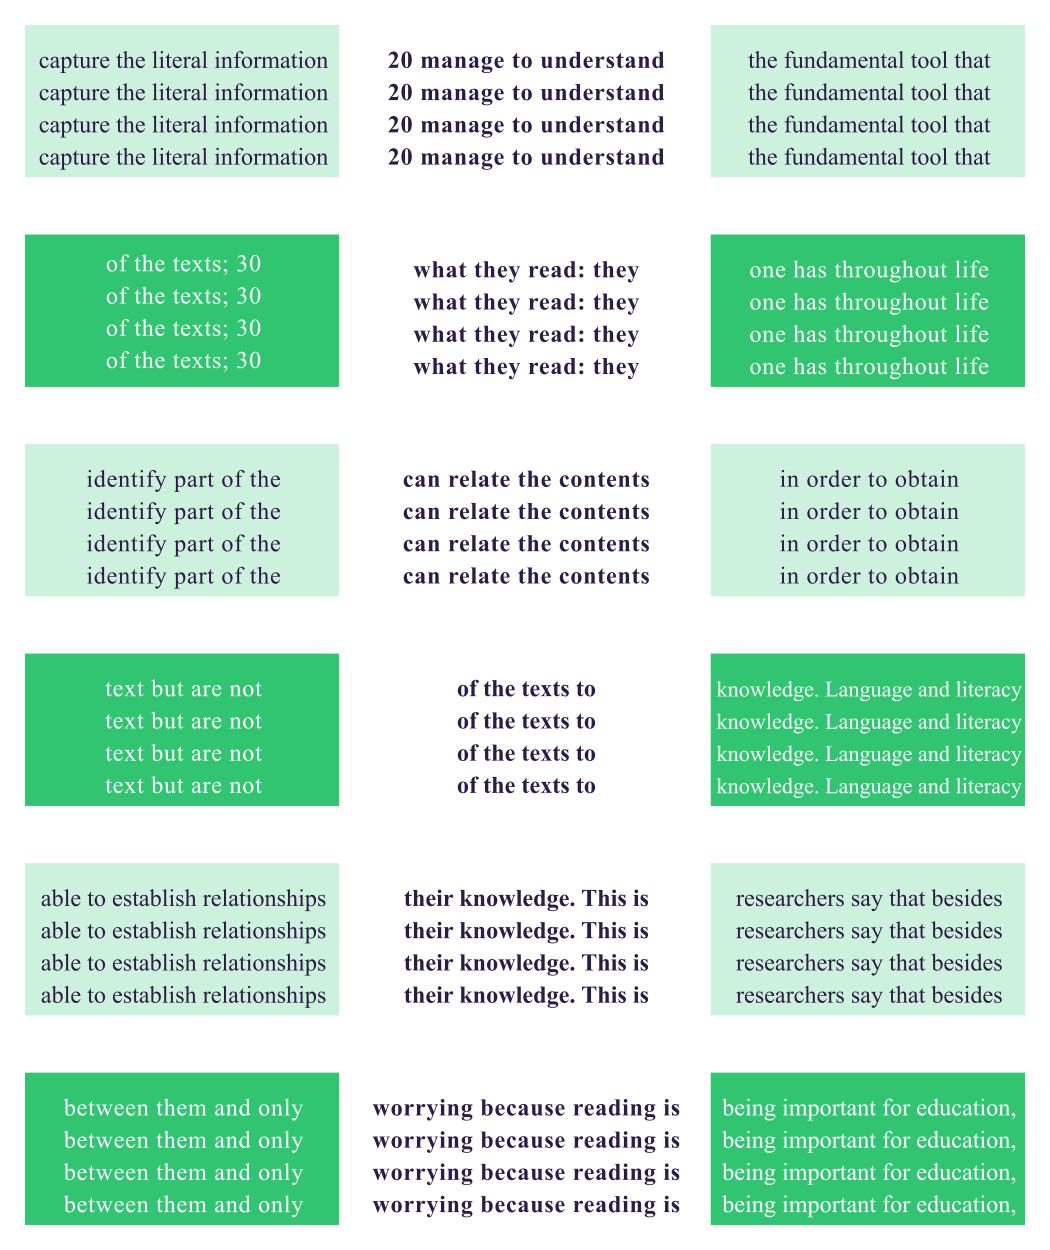 capture the literal information
capture the literal information
capture the literal information
capture the literal information
of the texts; 30
of the texts; 30
of the texts; 30
of the texts; 30
identify part of the
identify part of the
identify part of the
identify part of the
text but are not
text but are not
text but are not
text but are not
able to establish relationships
able to establish relationships
able to establish relationships
able to establish relationships
between them and only
between them and only
between them and only
between them and only
20 manage to understand
20 manage to understand
20 manage to understand
20 manage to understand
what they read: they
what they read: they
what they read: they
what they read: they
can relate the contents
can relate the contents
can relate the contents
can relate the contents
of the texts to
of the texts to
of the texts to
of the texts to
their knowledge. This is
their knowledge. This is
their knowledge. This is
their knowledge. This is
worrying because reading is
worrying because reading is
worrying because reading is
worrying because reading is
the fundamental tool that
the fundamental tool that
the fundamental tool that
the fundamental tool that
one has throughout life
one has throughout life
one has throughout life
one has throughout life
in order to obtain
in order to obtain
in order to obtain
in order to obtain
knowledge. Language and literacy
knowledge. Language and literacy
knowledge. Language and literacy
knowledge. Language and literacy
researchers say that besides
researchers say that besides
researchers say that besides
researchers say that besides
being important for education,
being important for education,
being important for education,
being important for education,